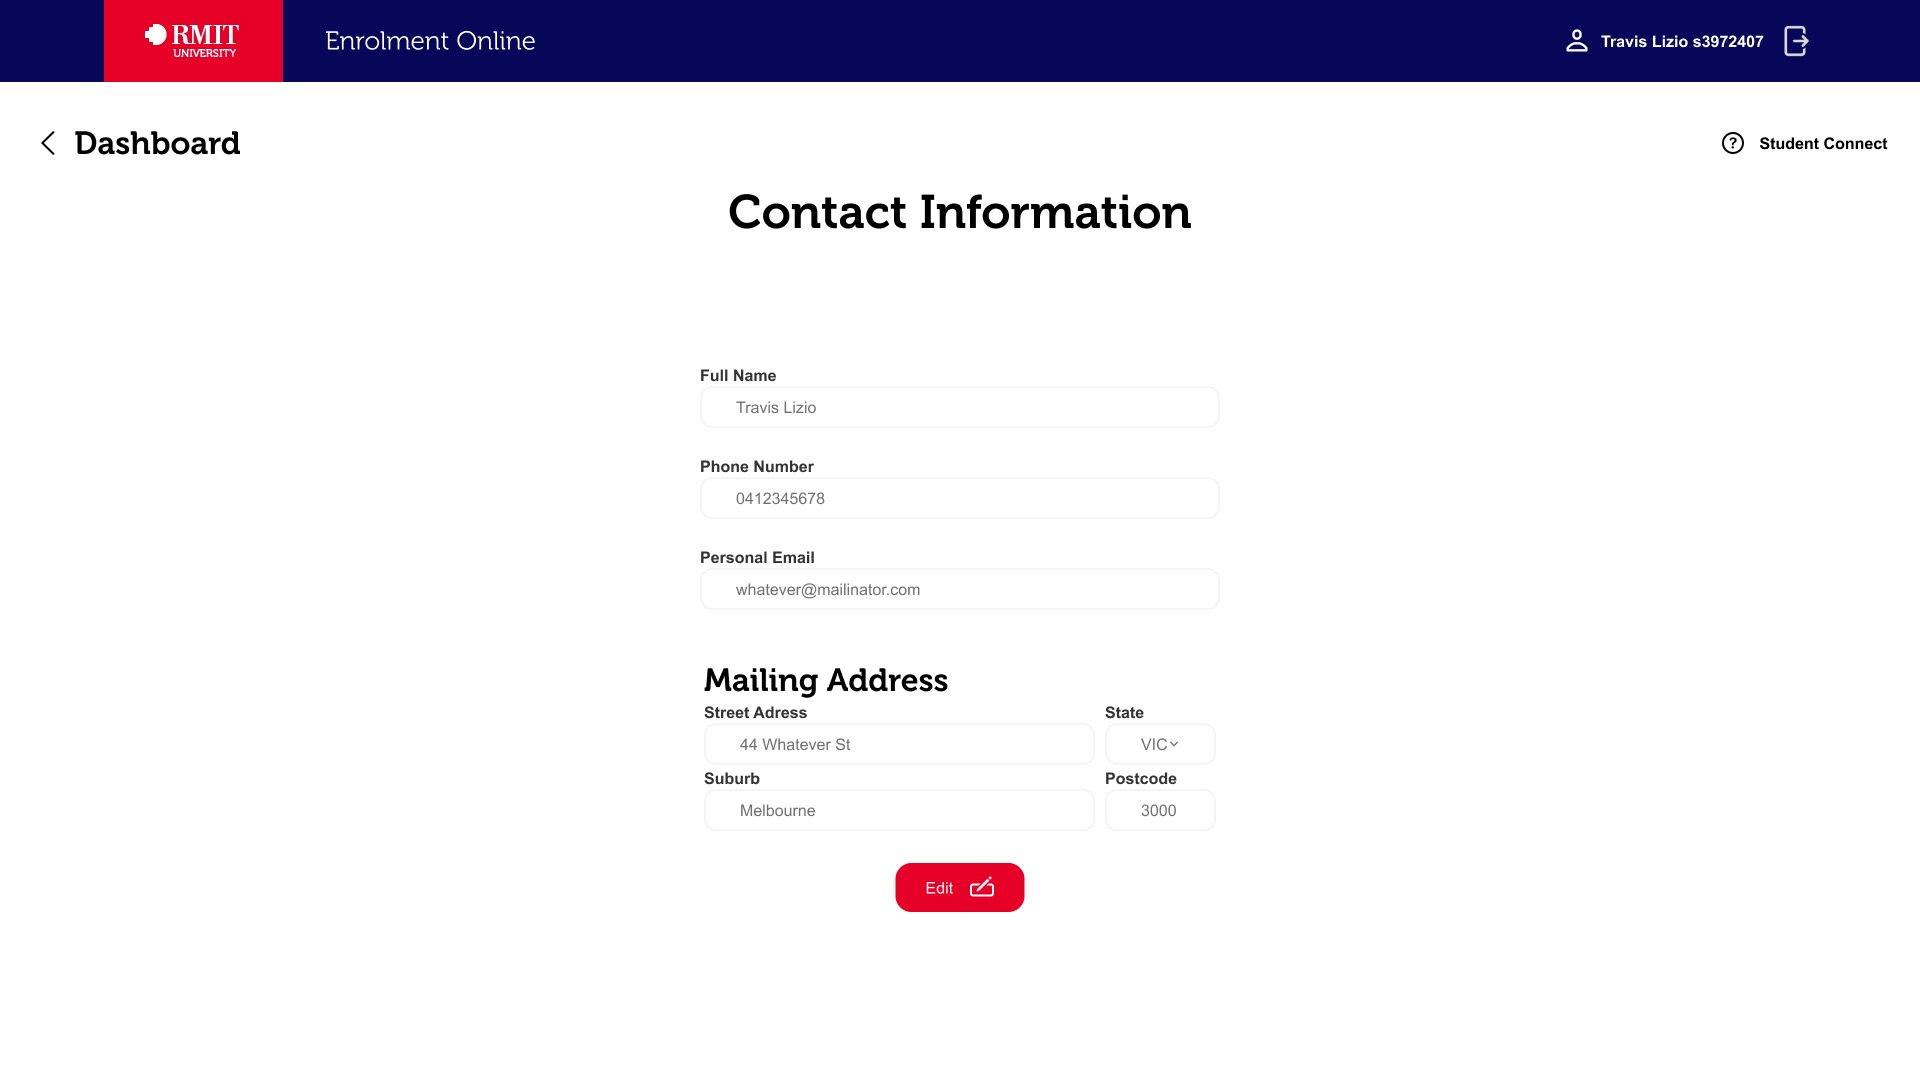 RMIT
UNIVERSITY
Enrolment Online
Travis Lizio s3972407
Dashboard
? Student Connect
Contact Information
Full Name
Travis Lizio
Phone Number
0412345678
Personal Email
whatever@mailinator.com
Mailing Address
Street Adress State
44 Whatever St VIC
Suburb Postcode
Melbourne 3000
Edit